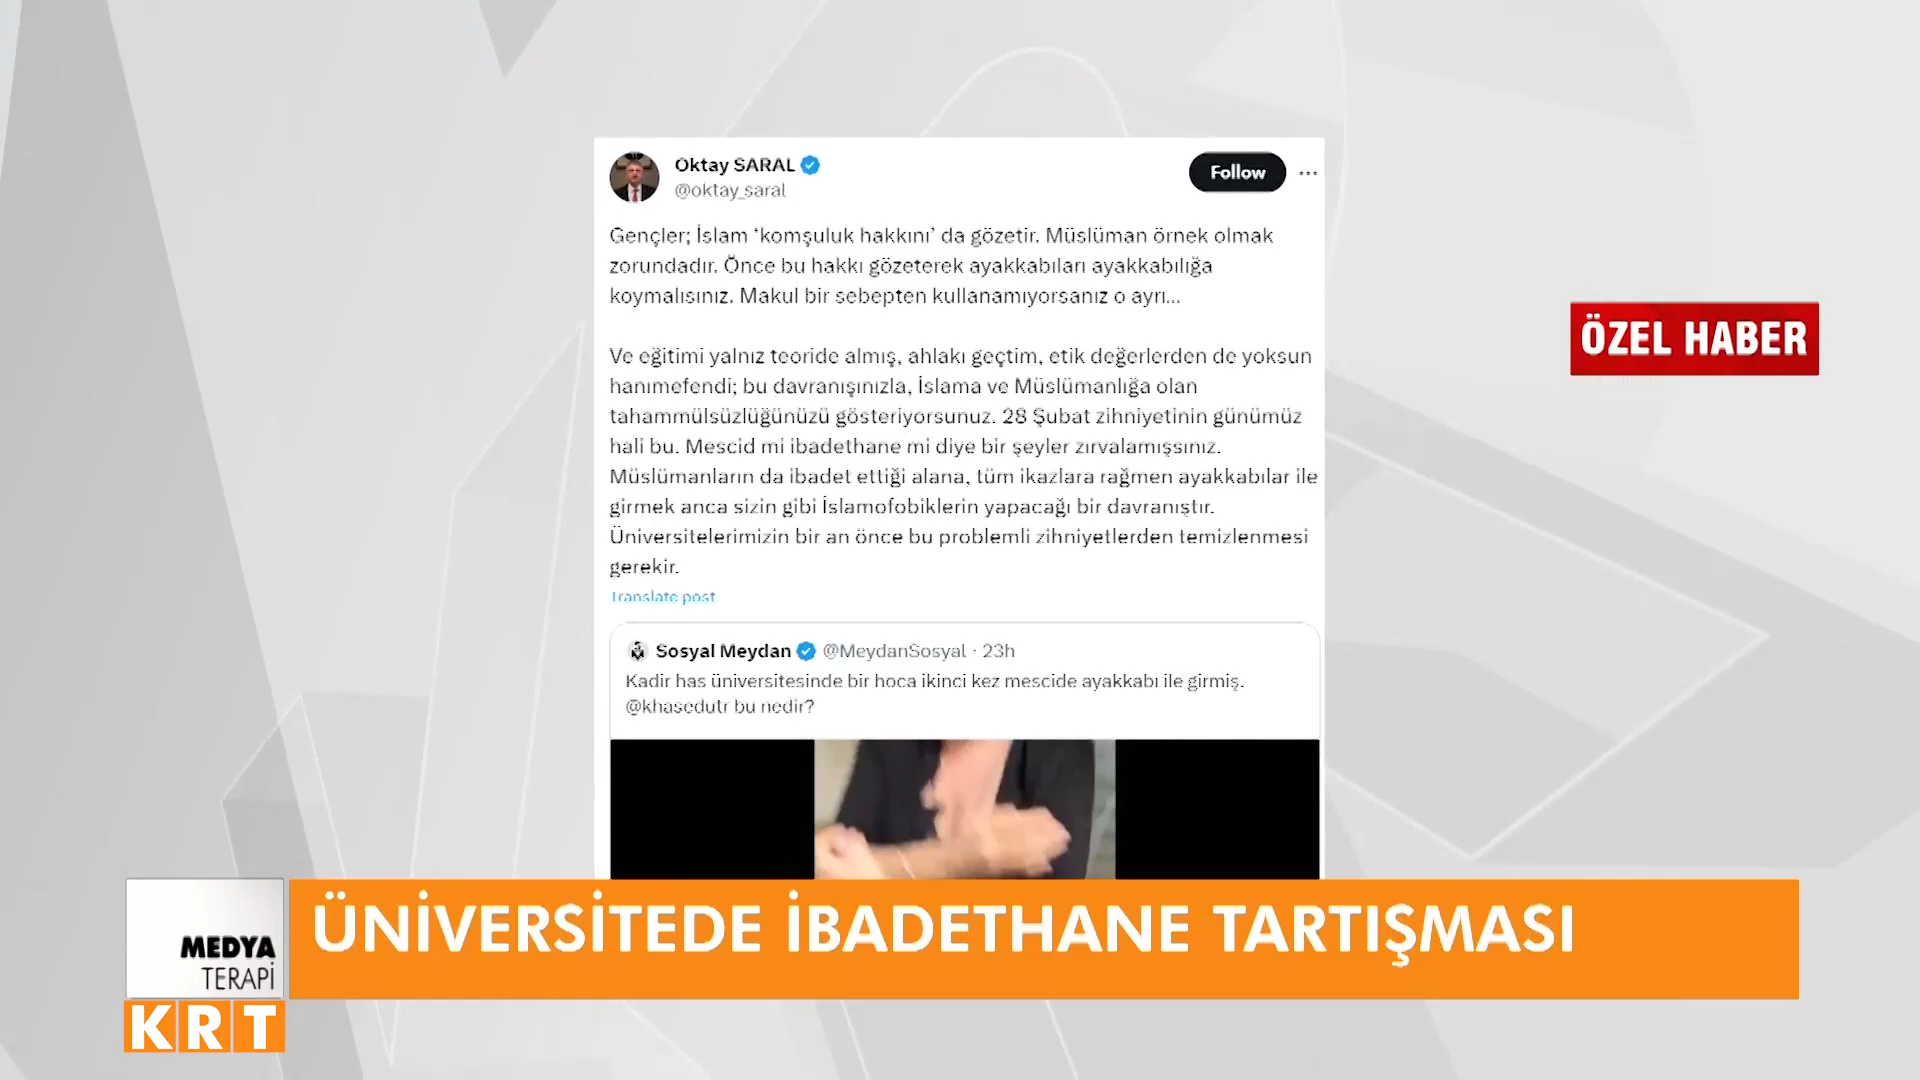 Oktay SARAL
@oktay_saral
Follow
Gençler; İslam ‘komşuluk hakkını’ da gözetir. Müslüman örnek olmak
zorundadır. Önce bu hakkı gözeterek ayakkabıları ayakkabılığa
koymalısınız. Makul bir sebepten kullanamıyorsanız o ayrı...
Ve eğitimi yalnız teoride almış, ahlakı geçtim, etik değerlerden de yoksun
hanımefendi; bu davranışınızla, İslama ve Müslümanlığa olan
tahammülsüzlüğünüzü gösteriyorsunuz. 28 Şubat zihniyetinin günümüz
hali bu. Mescid mi ibadethane mi diye bir şeyler zırvalamışsınız.
Müslümanların da ibadet ettiği alana, tüm ikazlara rağmen ayakkabılar ile
girmek anca sizin gibi İslamofobiklerin yapacağı bir davranıştır.
Üniversitelerimizin bir an önce bu problemli zihniyetlerden temizlenmesi
gerekir.
Translate post
Sosyal Meydan @MeydanSosyal · 23h
Kadir has üniversitesinde bir hoca ikinci kez mescide ayakkabı ile girmiş.
@khasedutr bu nedir?
ÖZEL HABER
MEDYA
TERAPİ
ÜNİVERSİTEDE İBADETHANE TARTIŞMASI
KRT